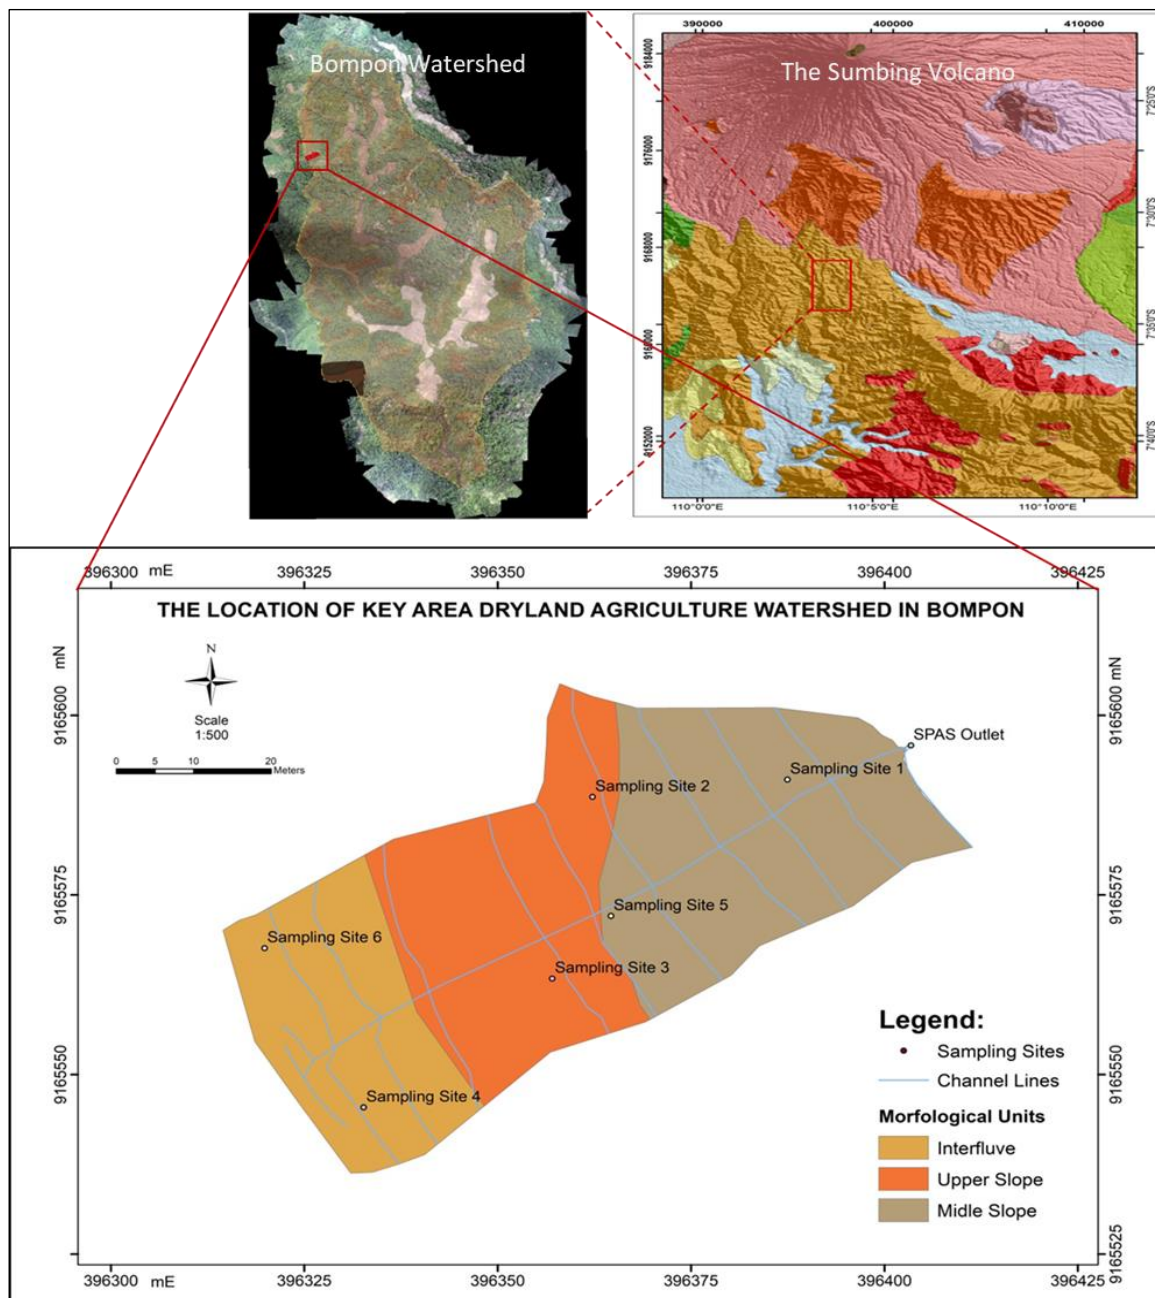 Bompon Watershed
390000 400000 410000
The Sumbing Volcano
9184000
9176000
9168000
9160000
9152000
7°25'0"S
7°30'0"S
7°35'0"S
7°40'0"S
110°0'0"E 110°5'0"E 110°10'0"E
396300 mE 396325 396350 396375 396400 396425
THE LOCATION OF KEY AREA DRYLAND AGRICULTURE WATERSHED IN BOMPON
N
Scale
1:500
0 5 10 20
Meters
mN
9165600
9165575
9165550
mN
9165600
9165575
9165550
9165525
SPAS Outlet
Sampling Site 1
Sampling Site 2
Sampling Site 5
Sampling Site 6
Sampling Site 3
Sampling Site 4
Legend:
Sampling Sites
Channel Lines
Morfological Units
Interfluve
Upper Slope
Midle Slope
396300 mE 396325 396350 396375 396400 396425